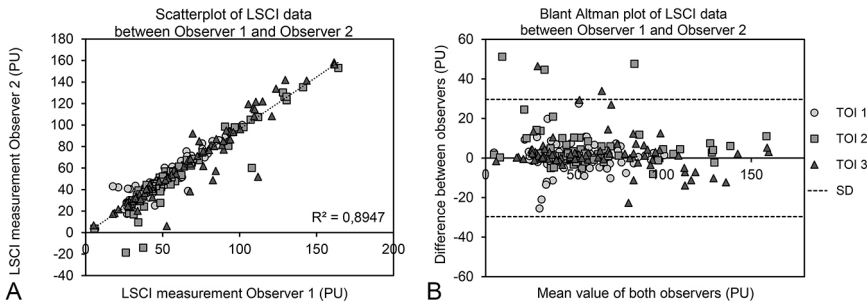 Scatterplot of LSCI data
between Observer 1 and Observer 2
LSCI measurement Observer 2 (PU)
180
160
140
120
100
80
60
40
20
0
-20
-40
0
50
100
150
200
R² = 0,8947
LSCI measurement Observer 1 (PU)
A
Blant Altman plot of LSCI data
between Observer 1 and Observer 2
Difference between observers (PU)
60
40
20
0
-20
-40
-60
0
50
100
150
Mean value of both observers (PU)
B
TOI 1
TOI 2
TOI 3
SD